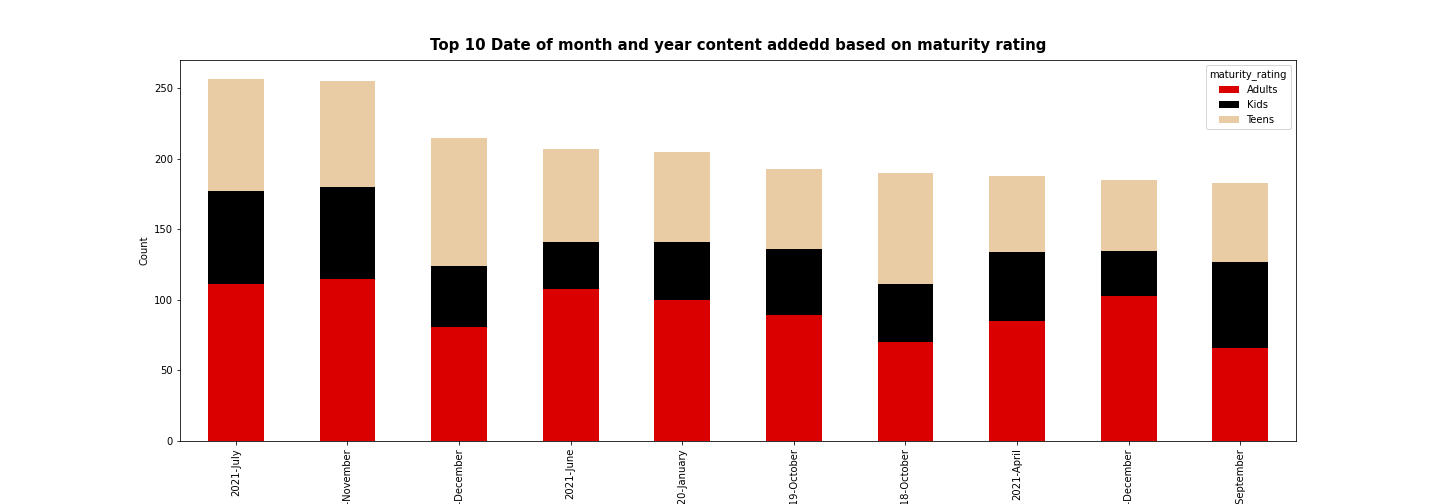 Top 10 Date of month and year content addedd based on maturity rating
maturity_rating
Adults
Kids
Teens
250
200
150
100
50
0
Count
2021-July
-November
-December
2021-June
20-January
19-October
18-October
2021-April
-December
September